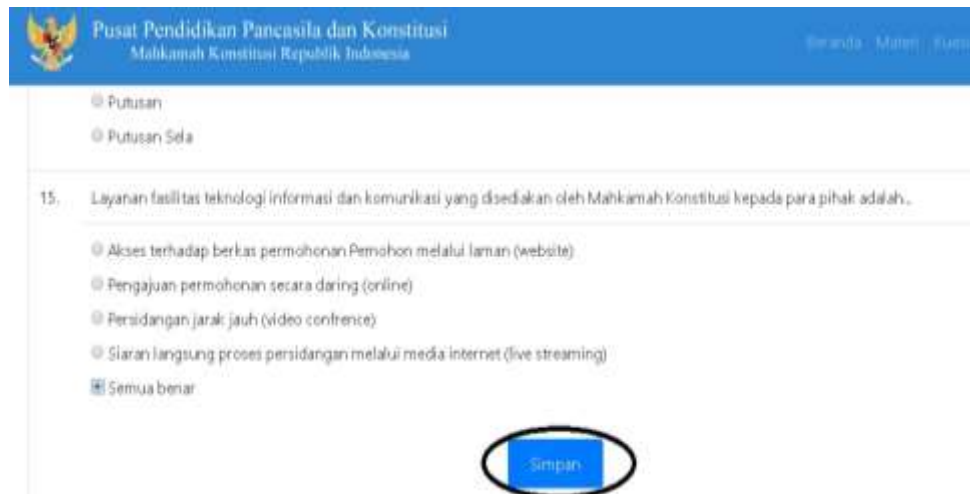 Pusat Pendidikan Pancasila dan Konstitusi
Mahkamah Konstitusi Republik Indonesia
Beranda Materi
Putusan
Putusan Sela
15. Layanan fasilitas teknologi informasi dan komunikasi yang disediakan oleh Mahkamah Konstitusi kepada para pihak adalah..
Akses terhadap berkas permohonan Pemohon melalui laman (website)
Pengajuan permohonan secara daring (online)
Persidangan jarak jauh (video confrence)
Siaran langsung proses persidangan melalui media internet (live streaming)
Semua benar
Simpan